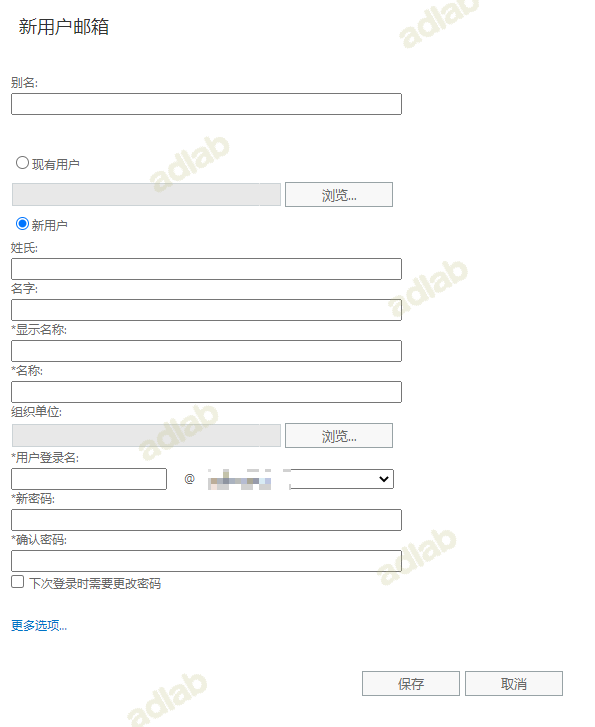 新用户邮箱
adlab
别名:
adlab
现有用户
浏览...
新用户
姓氏:
adlab
名字:
*显示名称:
*名称:
组织单位:
adlab
浏览...
*用户登录名:
@
*新密码:
*确认密码:
adlab
下次登录时需要更改密码
更多选项...
保存 取消
adlab